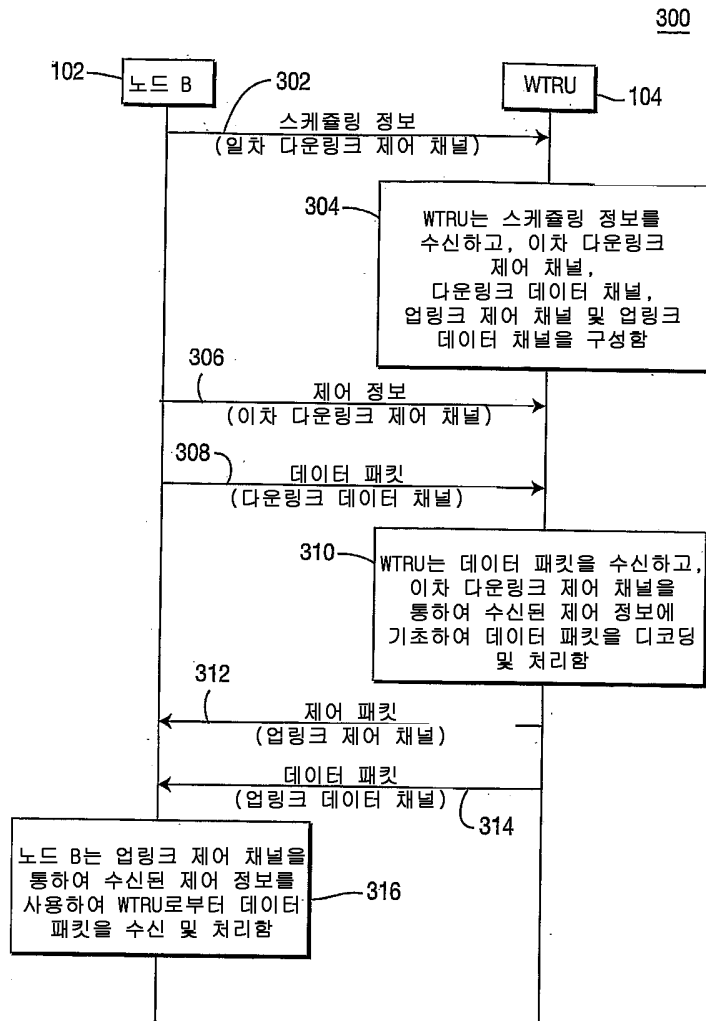 300
102
노드 B
WTRU
104
302
스케쥴링 정보
(일차 다운링크 제어 채널)
304
WTRU는 스케쥴링 정보를
수신하고, 이차 다운링크
제어 채널,
다운링크 데이터 채널,
업링크 제어 채널 및 업링크
데이터 채널을 구성함
306
제어 정보
(이차 다운링크 제어 채널)
308
데이터 패킷
(다운링크 데이터 채널)
310
WTRU는 데이터 패킷을 수신하고,
이차 다운링크 제어 채널을
통하여 수신된 제어 정보에
기초하여 데이터 패킷을 디코딩
및 처리함
312
제어 패킷
(업링크 제어 채널)
데이터 패킷
(업링크 데이터 채널)
314
노드 B는 업링크 제어 채널을
통하여 수신된 제어 정보를
사용하여 WTRU로부터 데이터
패킷을 수신 및 처리함
316